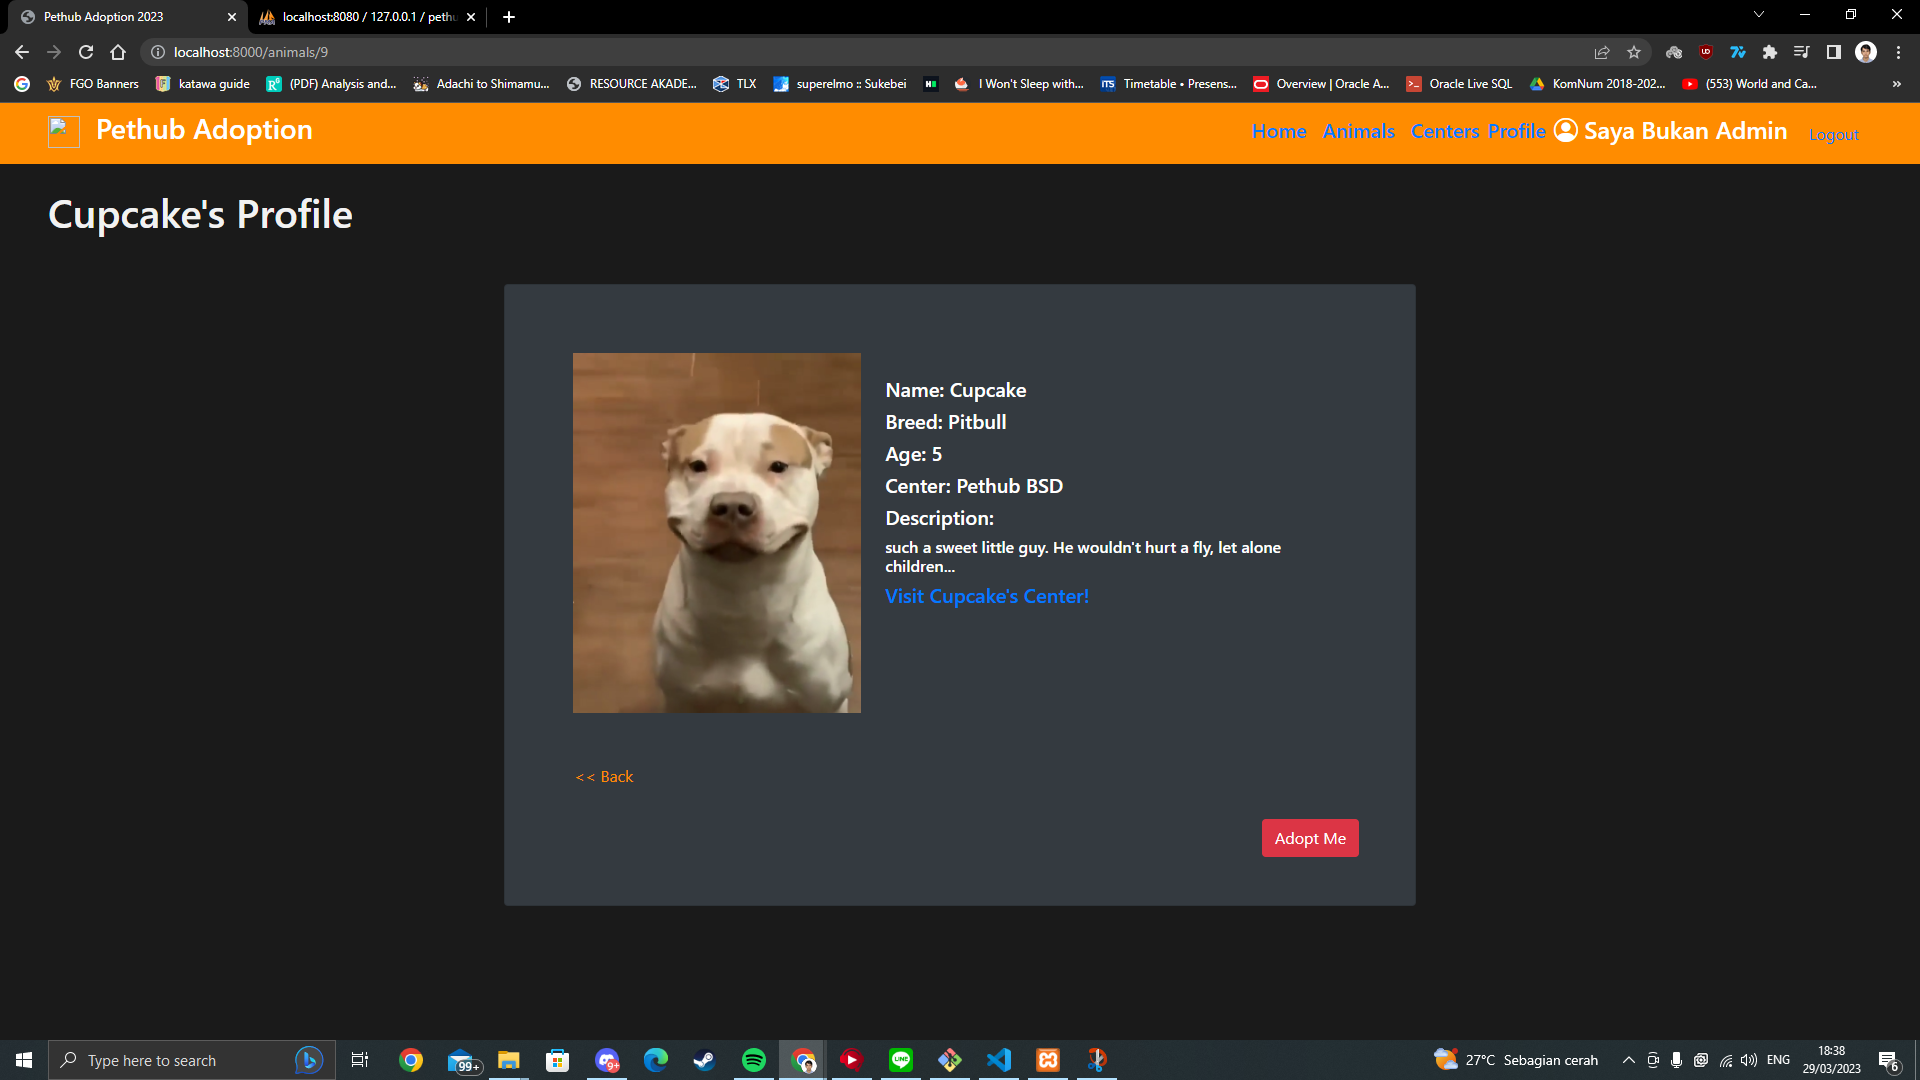 Pethub Adoption 2023
localhost:8080 / 127.0.0.1 / pethu
localhost:8000/animals/9
FGO Banners
katawa guide
(PDF) Analysis and...
Adachi to Shimamu...
RESOURCE AKADE...
TLX
superelmo :: Sukebei
I Won't Sleep with...
ITS
Timetable • Presens...
Overview | Oracle A...
Oracle Live SQL
KomNum 2018-202...
(553) World and Ca...
»
Pethub Adoption
Home Animals Centers Profile Saya Bukan Admin Logout
Cupcake's Profile
Name: Cupcake
Breed: Pitbull
Age: 5
Center: Pethub BSD
Description:
such a sweet little guy. He wouldn't hurt a fly, let alone
children...
Visit Cupcake's Center!
<< Back
Adopt Me
Type here to search
99+
9+
LINE
27°C Sebagian cerah
ENG
18:38
29/03/2023
6